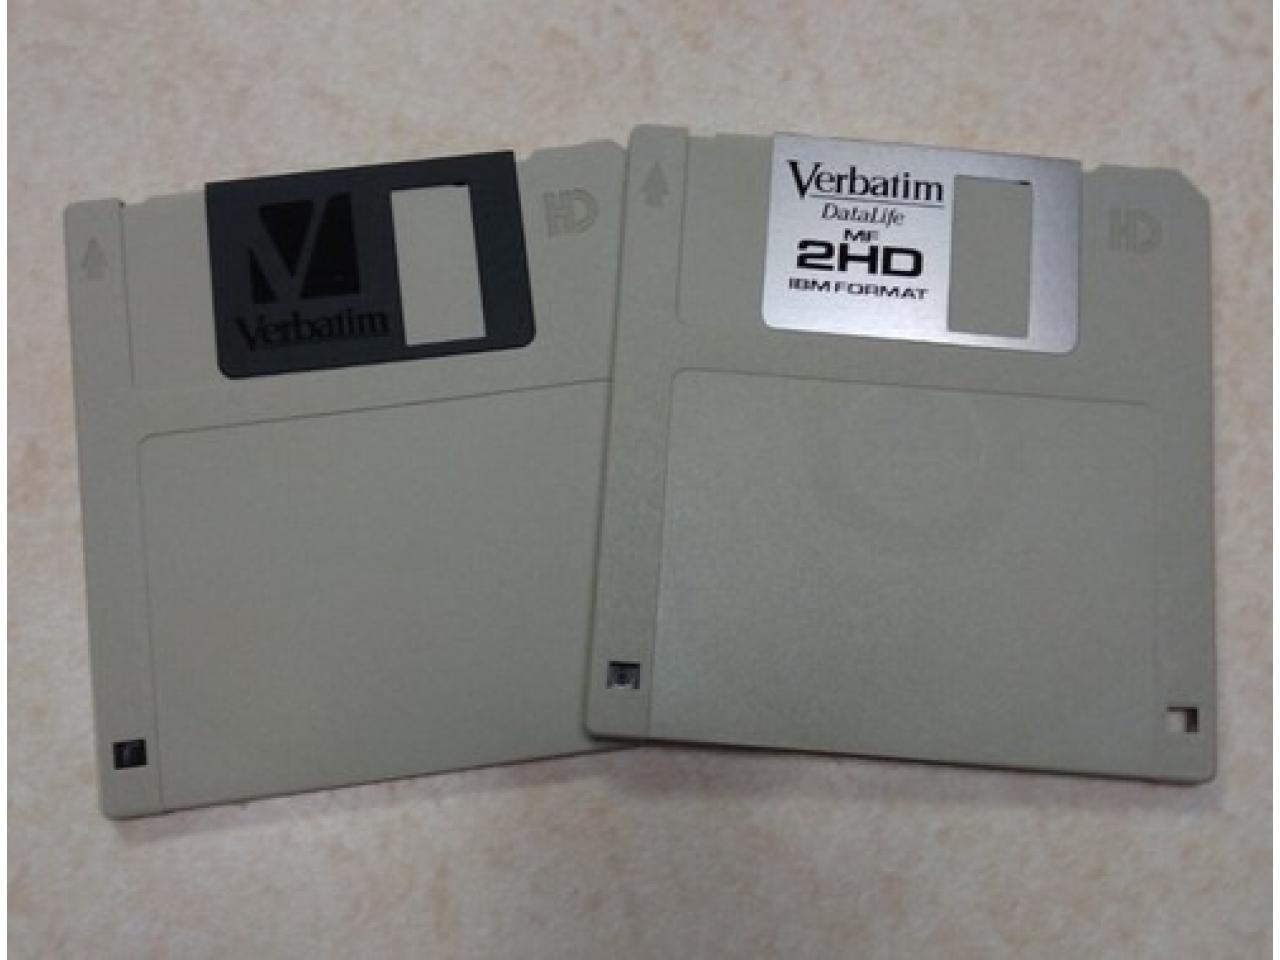 Verbatim
HD
Verbatim
DataLife
MF
2HD
IBM FORMAT
HD